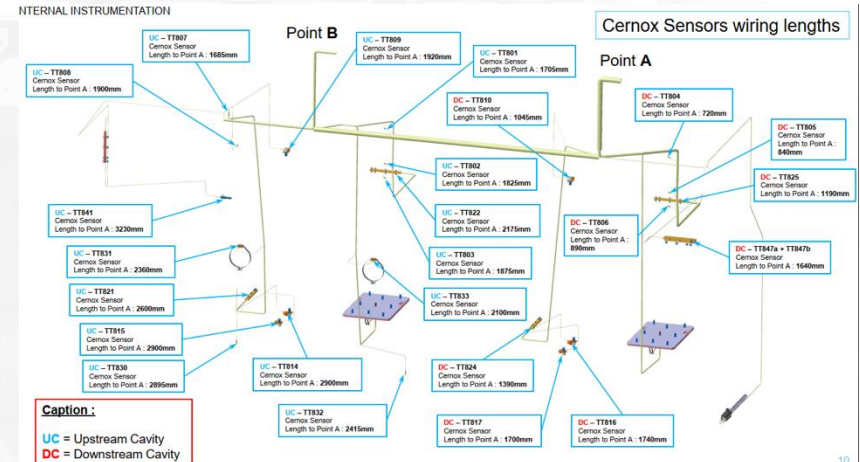 NTERNAL INSTRUMENTATION
Cernox Sensors wiring lengths
Point B
Point A
UC – TT807
Cernox Sensor
Length to Point A : 1685mm
UC – TT809
Cernox Sensor
Length to Point A : 1920mm
UC – TT801
Cernox Sensor
Length to Point A : 1705mm
UC – TT808
Cernox Sensor
Length to Point A : 1900mm
DC – TT810
Cernox Sensor
Length to Point A : 1045mm
DC – TT804
Cernox Sensor
Length to Point A : 720mm
DC – TT805
Cernox Sensor
Length to Point A :
840mm
UC – TT802
Cernox Sensor
Length to Point A : 1825mm
DC – TT825
Cernox Sensor
Length to Point A : 1190mm
UC – TT841
Cernox Sensor
Length to Point A : 3230mm
UC – TT822
Cernox Sensor
Length to Point A : 2175mm
DC – TT806
Cernox Sensor
Length to Point A :
890mm
UC – TT831
Cernox Sensor
Length to Point A : 2360mm
UC – TT803
Cernox Sensor
Length to Point A : 1875mm
DC – TT847a + TT847b
Cernox Sensor
Length to Point A : 1640mm
UC – TT821
Cernox Sensor
Length to Point A : 2600mm
UC – TT833
Cernox Sensor
Length to Point A : 2100mm
UC – TT815
Cernox Sensor
Length to Point A : 2900mm
UC – TT830
Cernox Sensor
Length to Point A : 2895mm
UC – TT814
Cernox Sensor
Length to Point A : 2900mm
DC – TT824
Cernox Sensor
Length to Point A : 1390mm
UC – TT832
Cernox Sensor
Length to Point A : 2415mm
DC – TT817
Cernox Sensor
Length to Point A : 1700mm
DC – TT816
Cernox Sensor
Length to Point A : 1740mm
Caption :
UC = Upstream Cavity
DC = Downstream Cavity
10